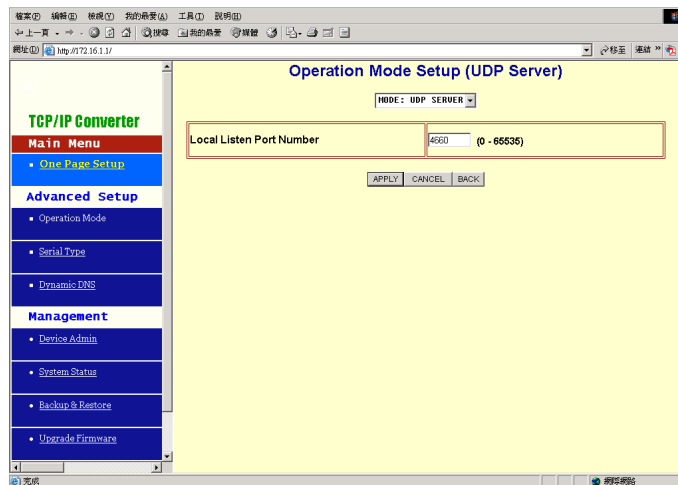 檔案(F) 編輯(E) 檢視(V) 我的最愛(A) 工具(T) 說明(H)
上一頁 搜尋 我的最愛 媒體
網址(D) http://172.16.1.1/ 移至 連結 »
TCP/IP Converter
Main Menu
One Page Setup
Advanced Setup
Operation Mode
Serial Type
Dynamic DNS
Management
Device Admin
System Status
Backup & Restore
Upgrade Firmware
Operation Mode Setup (UDP Server)
MODE: UDP SERVER
Local Listen Port Number 4660 (0 - 65535)
APPLY CANCEL BACK
完成 網際網路